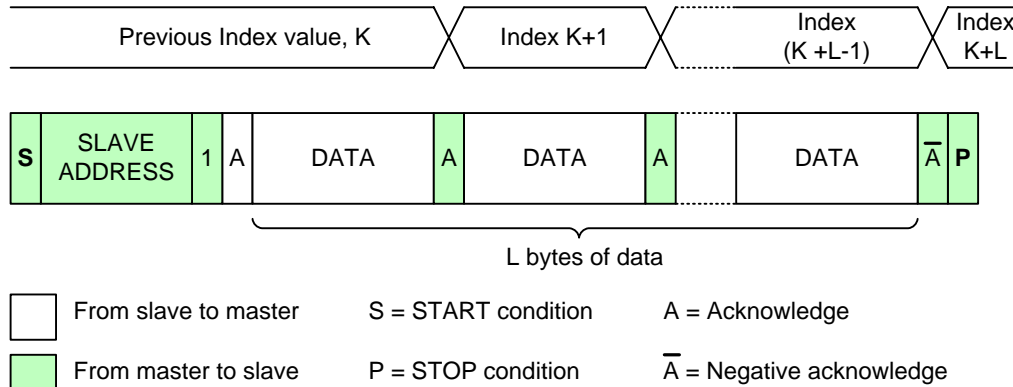 Previous Index value, K
Index K+1
Index
(K +L-1)
Index
K+L
S
SLAVE
ADDRESS
1
A
DATA
A
DATA
A
DATA
A̅
P
L bytes of data
From slave to master
S = START condition
A = Acknowledge
From master to slave
P = STOP condition
A̅ = Negative acknowledge